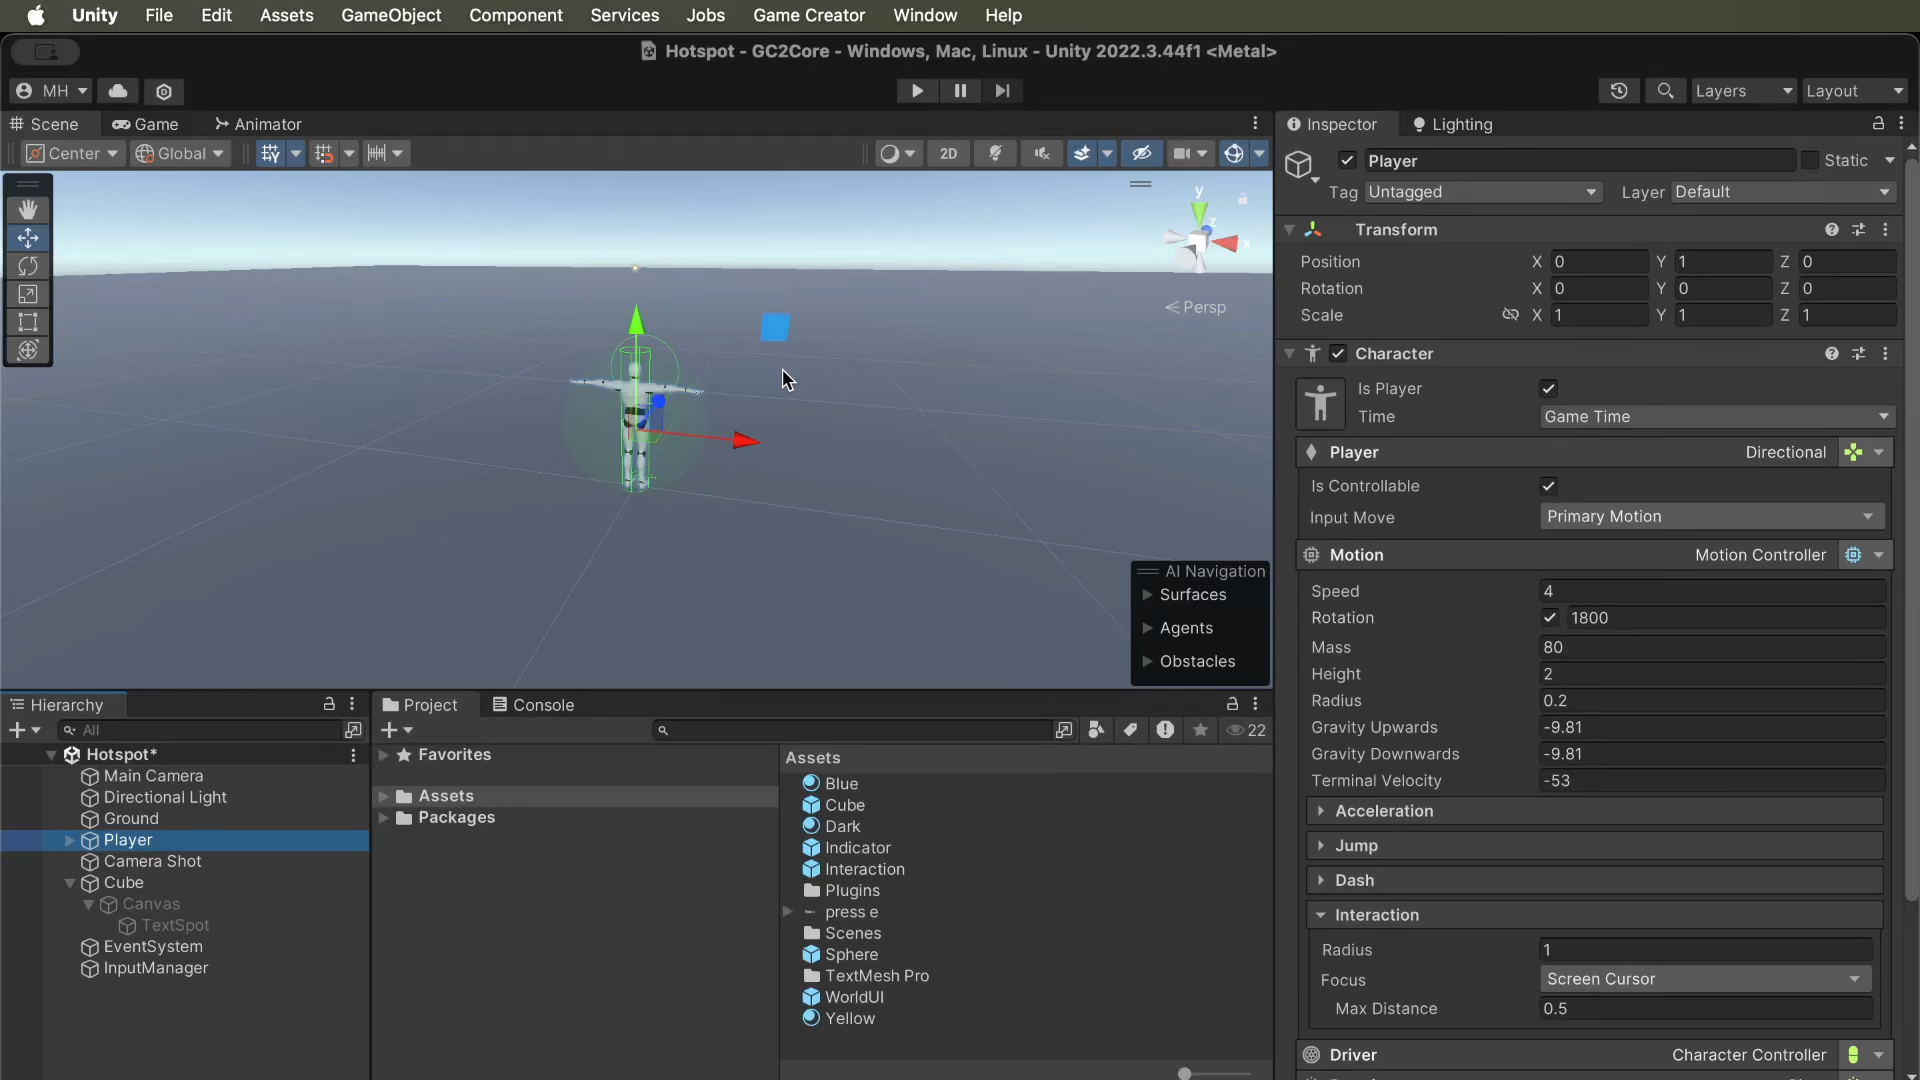 Unity File Edit Assets GameObject Component Services Jobs Game Creator Window Help
Hotspot - GC2Core - Windows, Mac, Linux - Unity 2022.3.44f1 <Metal>
MH
Layers Layout
Scene Game Animator
Center Global
2D
y
z
x
Persp
AI Navigation
Surfaces
Agents
Obstacles
Hierarchy
All
Hotspot*
Main Camera
Directional Light
Ground
Player
Camera Shot
Cube
Canvas
TextSpot
EventSystem
InputManager
Project Console
22
Favorites
Assets
Packages
Assets
Blue
Cube
Dark
Indicator
Interaction
Plugins
press e
Scenes
Sphere
TextMesh Pro
WorldUI
Yellow
Inspector Lighting
Player Static
Tag Untagged Layer Default
Transform
Position X 0 Y 1 Z 0
Rotation X 0 Y 0 Z 0
Scale X 1 Y 1 Z 1
Character
Is Player
Time Game Time
Player Directional
Is Controllable
Input Move Primary Motion
Motion Motion Controller
Speed 4
Rotation 1800
Mass 80
Height 2
Radius 0.2
Gravity Upwards -9.81
Gravity Downwards -9.81
Terminal Velocity -53
Acceleration
Jump
Dash
Interaction
Radius 1
Focus Screen Cursor
Max Distance 0.5
Driver Character Controller